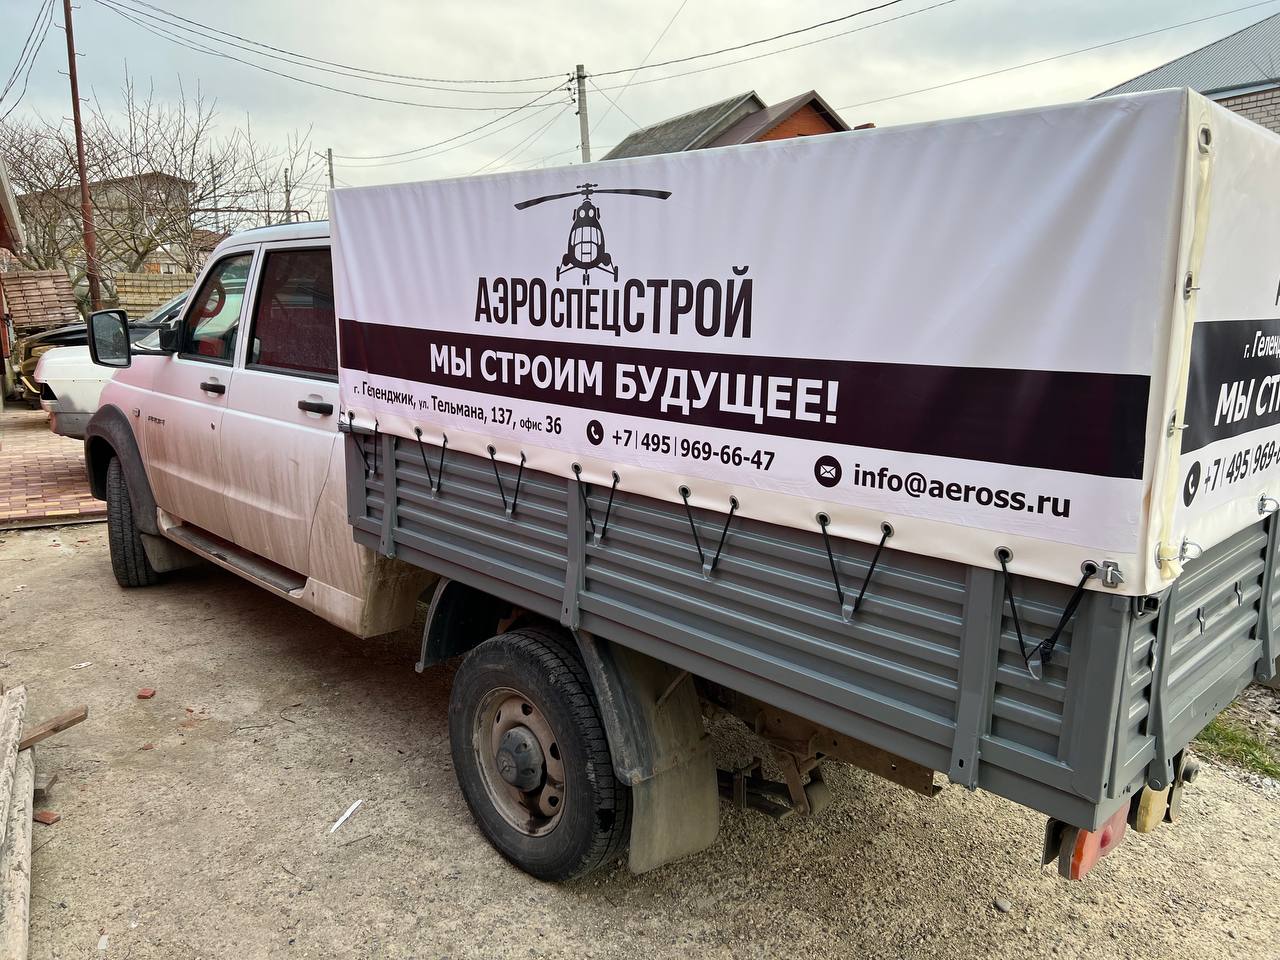 АЭРОСПЕЦСТРОЙ
МЫ СТРОИМ БУДУЩЕЕ!
г. Геленджик, ул. Тельмана, 137, офис 36
+7|495|969-66-47
info@aeross.ru
г. Геленд
МЫ СТ
+7|495 969-